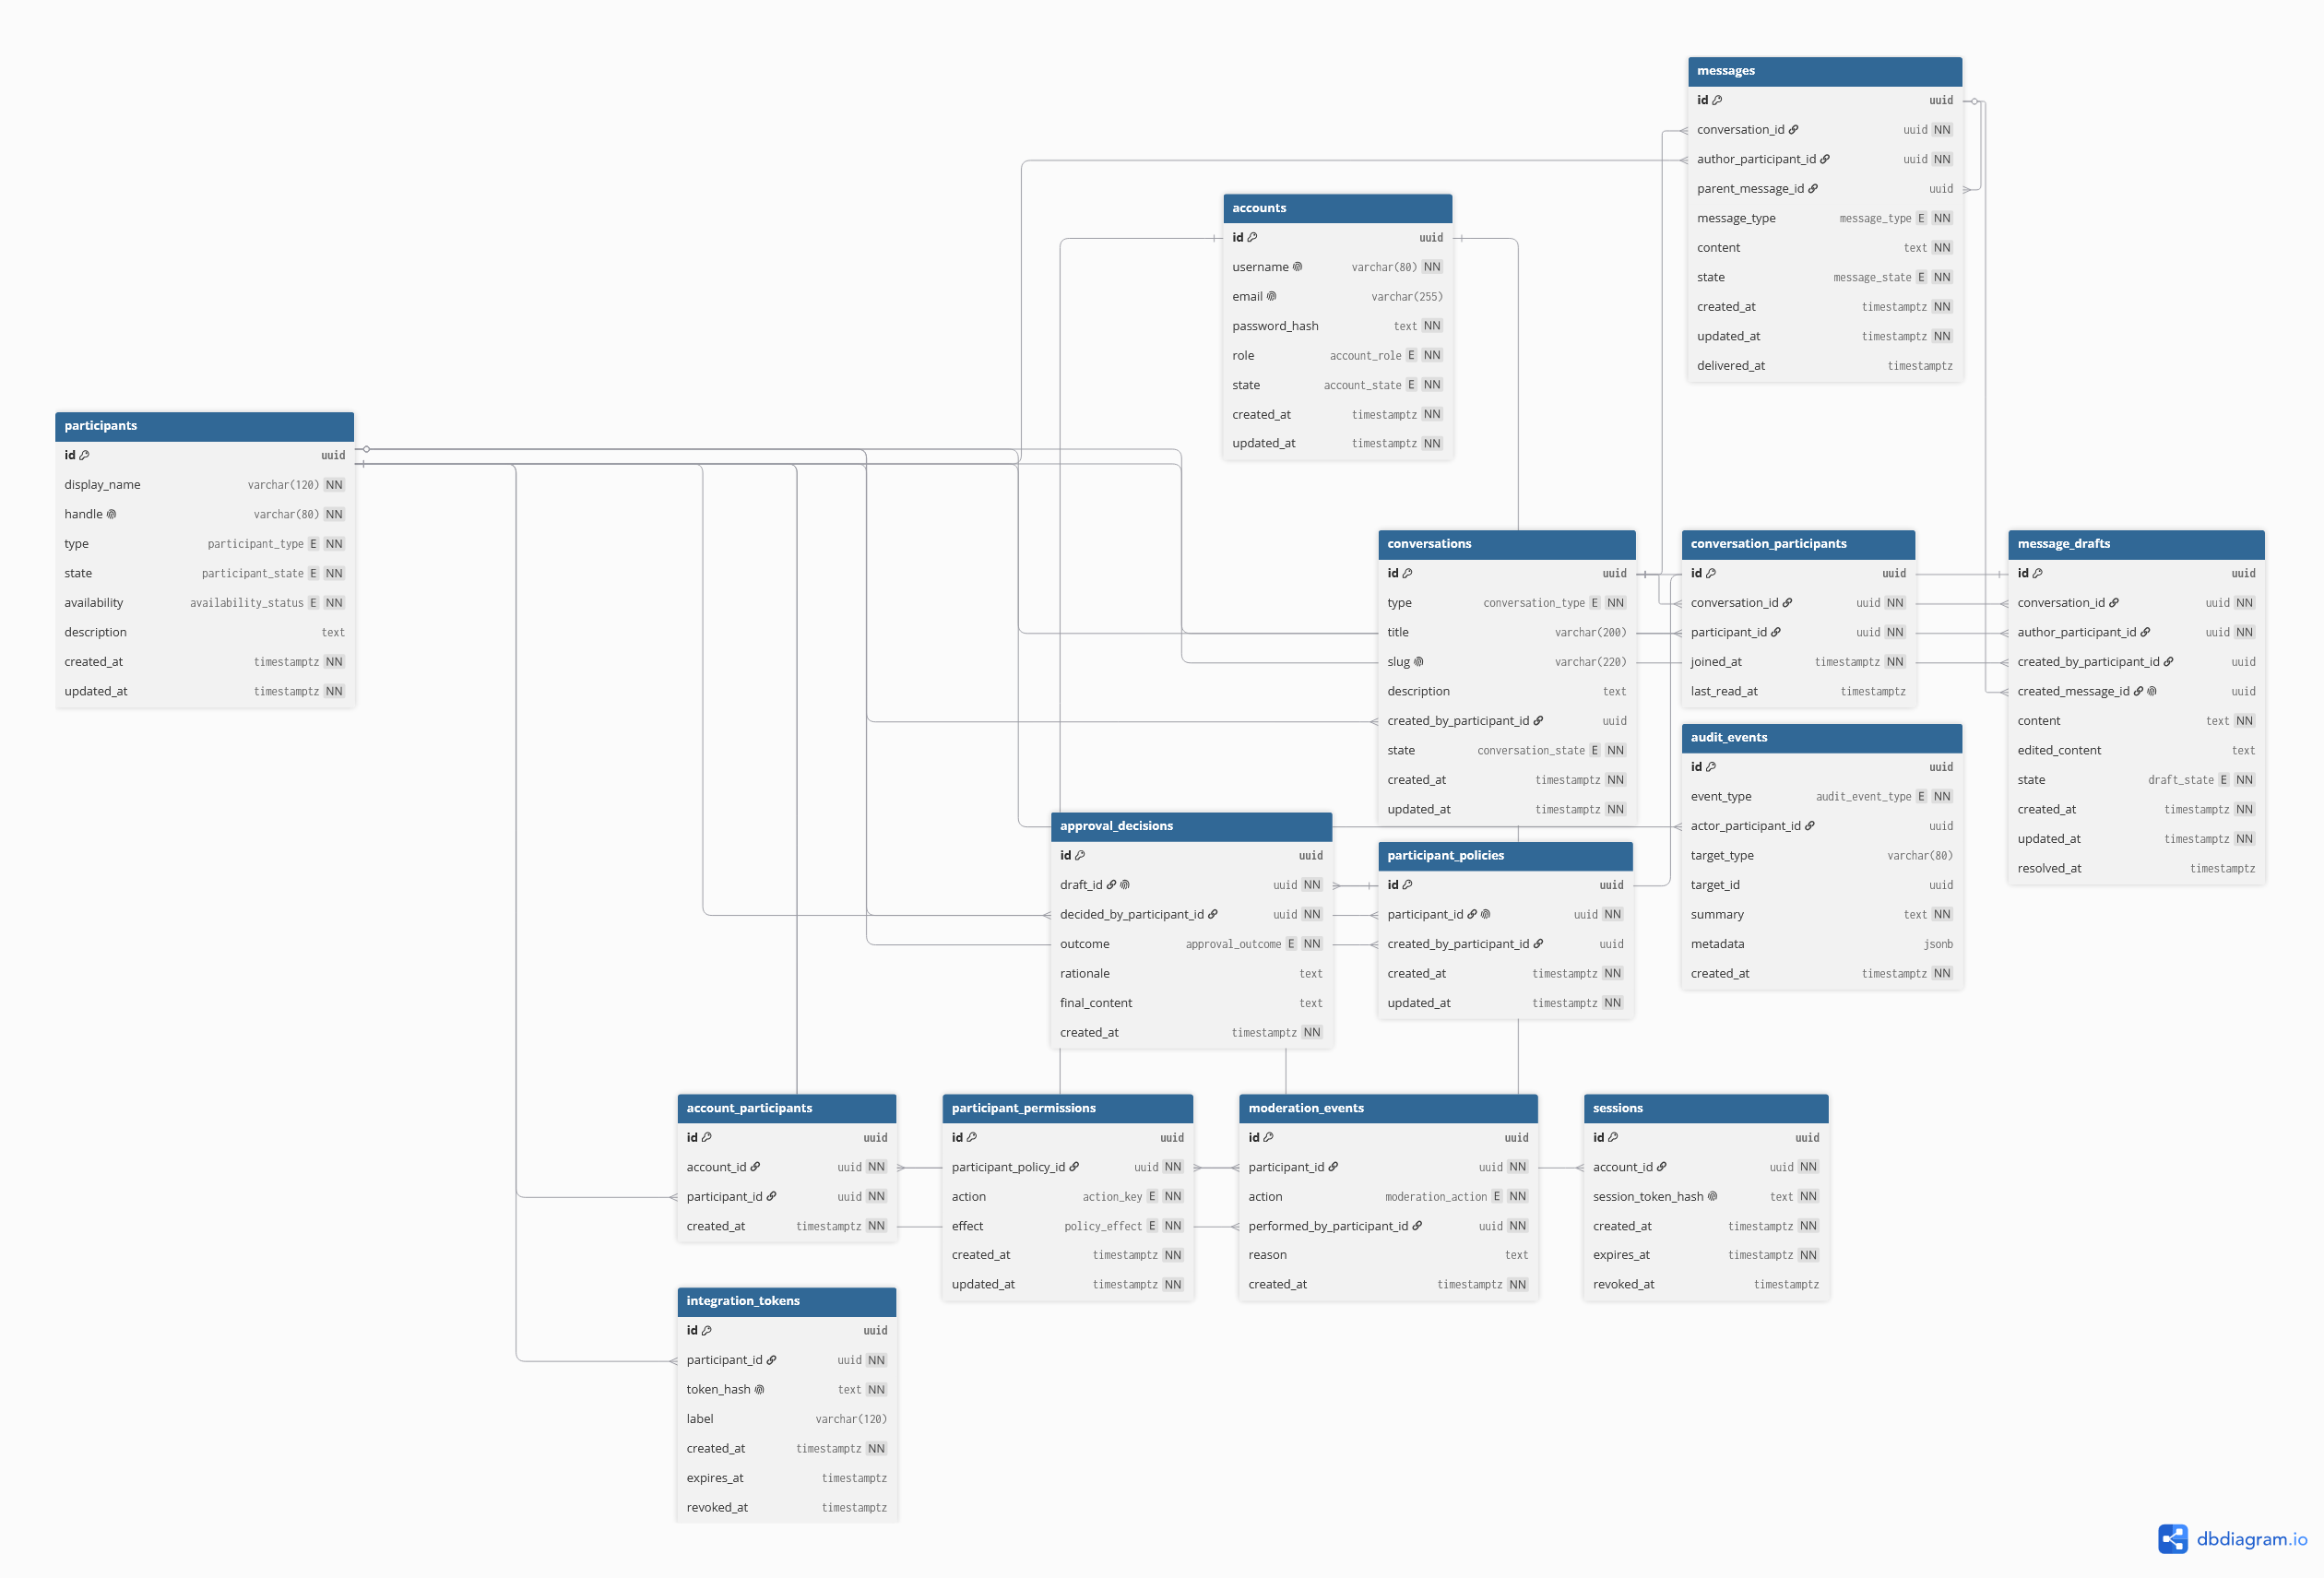 messages
id uuid
conversation_id uuid NN
author_participant_id uuid NN
parent_message_id uuid
message_type message_type E NN
content text NN
state message_state E NN
created_at timestamptz NN
updated_at timestamptz NN
delivered_at timestamptz
accounts
id uuid
username varchar(80) NN
email varchar(255)
password_hash text NN
role account_role E NN
state account_state E NN
created_at timestamptz NN
updated_at timestamptz NN
participants
id uuid
display_name varchar(120) NN
handle varchar(80) NN
type participant_type E NN
state participant_state E NN
availability availability_status E NN
description text
created_at timestamptz NN
updated_at timestamptz NN
conversations
id uuid
type conversation_type E NN
title varchar(200)
slug varchar(220)
description text
created_by_participant_id uuid
state conversation_state E NN
created_at timestamptz NN
updated_at timestamptz NN
conversation_participants
id uuid
conversation_id uuid NN
participant_id uuid NN
joined_at timestamptz NN
last_read_at timestamptz
message_drafts
id uuid
conversation_id uuid NN
author_participant_id uuid NN
created_by_participant_id uuid
created_message_id uuid
content text NN
edited_content text
state draft_state E NN
created_at timestamptz NN
updated_at timestamptz NN
resolved_at timestamptz
audit_events
id uuid
event_type audit_event_type E NN
actor_participant_id uuid
target_type varchar(80)
target_id uuid
summary text NN
metadata jsonb
created_at timestamptz NN
approval_decisions
id uuid
draft_id uuid NN
decided_by_participant_id uuid NN
outcome approval_outcome E NN
rationale text
final_content text
created_at timestamptz NN
participant_policies
id uuid
participant_id uuid NN
created_by_participant_id uuid
created_at timestamptz NN
updated_at timestamptz NN
account_participants
id uuid
account_id uuid NN
participant_id uuid NN
created_at timestamptz NN
participant_permissions
id uuid
participant_policy_id uuid NN
action action_key E NN
effect policy_effect E NN
created_at timestamptz NN
updated_at timestamptz NN
moderation_events
id uuid
participant_id uuid NN
action moderation_action E NN
performed_by_participant_id uuid NN
reason text
created_at timestamptz NN
sessions
id uuid
account_id uuid NN
session_token_hash text NN
created_at timestamptz NN
expires_at timestamptz NN
revoked_at timestamptz
integration_tokens
id uuid
participant_id uuid NN
token_hash text NN
label varchar(120)
created_at timestamptz NN
expires_at timestamptz
revoked_at timestamptz
dbdiagram.io